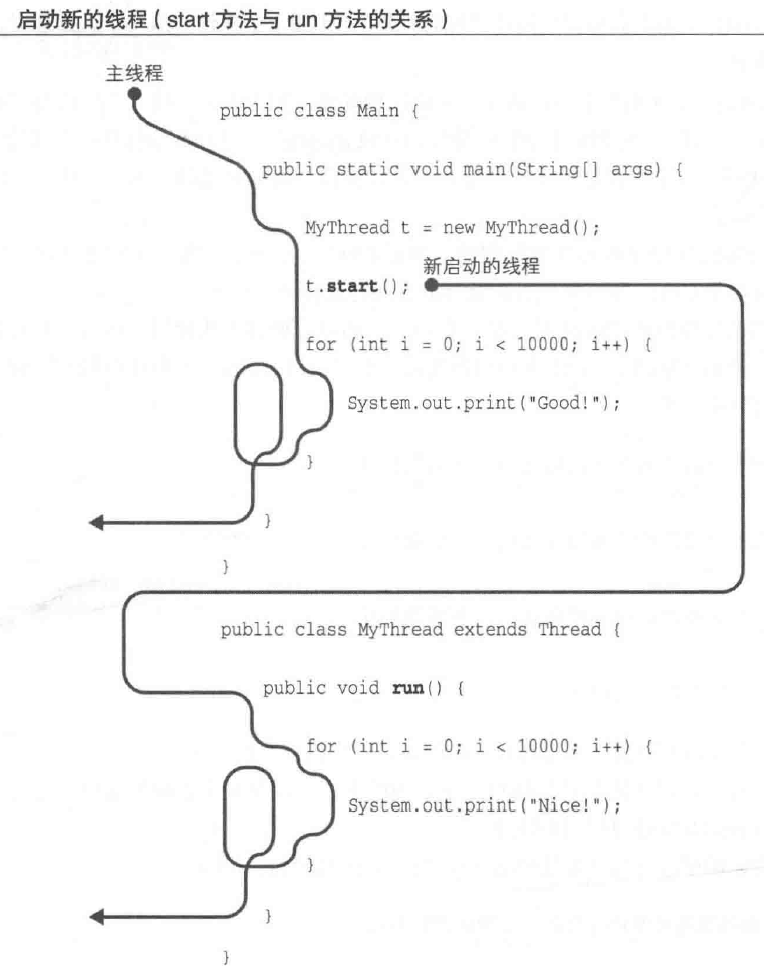 启动新的线程(start 方法与 run 方法的关系)
主线程
public class Main {
public static void main(String[] args) {
MyThread t = new MyThread();
新启动的线程
t.start();
for (int i = 0; i < 10000; i++) {
System.out.print("Good!");
}
}
}
public class MyThread extends Thread {
public void run() {
for (int i = 0; i < 10000; i++) {
System.out.print("Nice!");
}
}
}